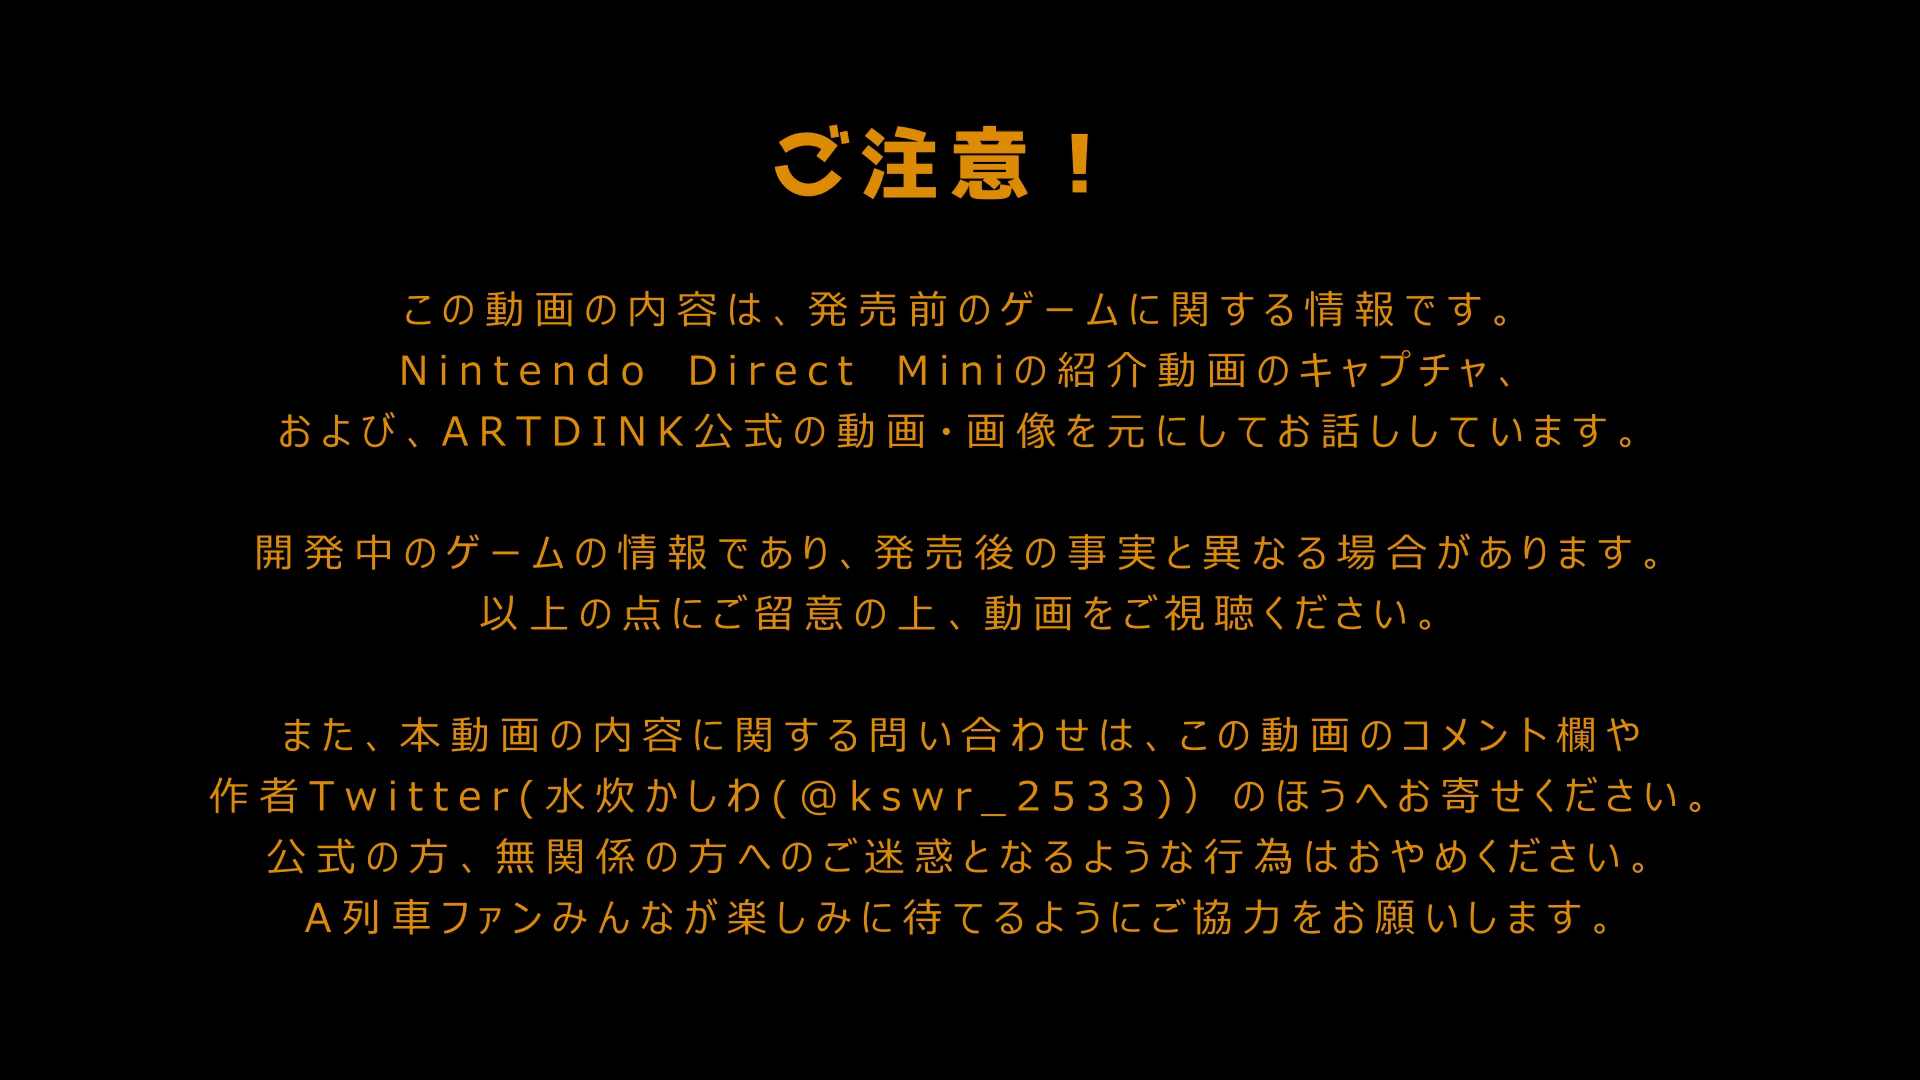 ご注意！
この動画の内容は、発売前のゲームに関する情報です。
Nintendo Direct Miniの紹介動画のキャプチャ、
および、ARTDINK公式の動画・画像を元にしてお話ししています。
開発中のゲームの情報であり、発売後の事実と異なる場合があります。
以上の点にご留意の上、動画をご視聴ください。
また、本動画の内容に関する問い合わせは、この動画のコメント欄や
作者Twitter(水炊かしわ(@kswr_2533)）のほうへお寄せください。
公式の方、無関係の方へのご迷惑となるような行為はおやめください。
A列車ファンみんなが楽しみに待てるようにご協力をお願いします。